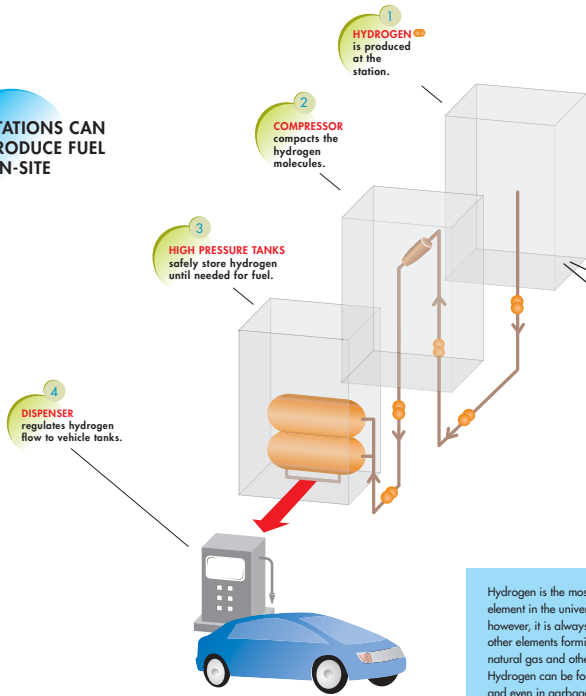 TATIONS CAN
RODUCE FUEL
N-SITE
1
HYDROGEN
is produced
at the
station.
2
COMPRESSOR
compacts the
hydrogen
molecules.
3
HIGH PRESSURE TANKS
safely store hydrogen
until needed for fuel.
4
DISPENSER
regulates hydrogen
flow to vehicle tanks.
Hydrogen is the mos
element in the univer
however, it is always
other elements formi
natural gas and othe
Hydrogen can be fo
and even in garbag